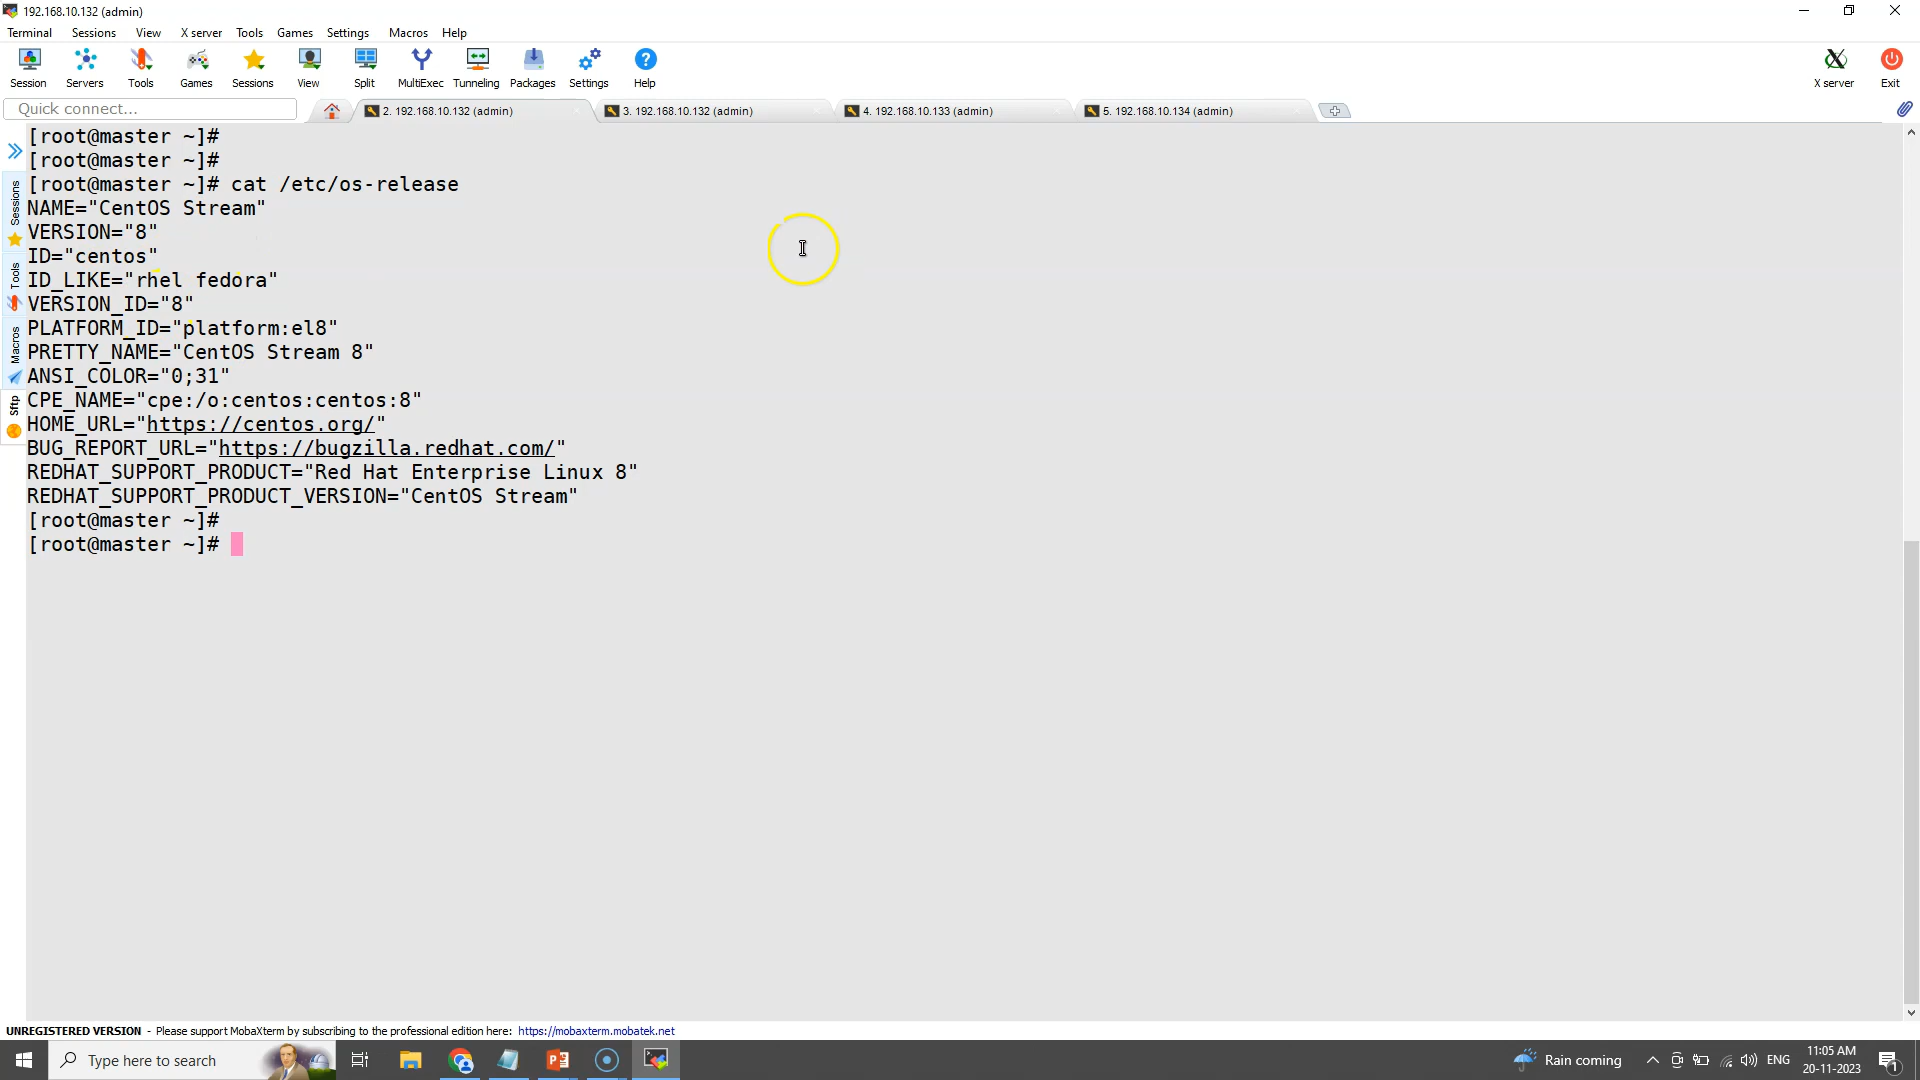 192.168.10.132 (admin)
Terminal Sessions View X server Tools Games Settings Macros Help
Session Servers Tools Games Sessions View Split MultiExec Tunneling Packages Settings Help X server Exit
Quick connect... 2. 192.168.10.132 (admin) 3. 192.168.10.132 (admin) 4. 192.168.10.133 (admin) 5. 192.168.10.134 (admin)
Sessions
Tools
Macros
Sftp
[root@master ~]#
[root@master ~]#
[root@master ~]# cat /etc/os-release
NAME="CentOS Stream"
VERSION="8"
ID="centos"
ID_LIKE="rhel fedora"
VERSION_ID="8"
PLATFORM_ID="platform:el8"
PRETTY_NAME="CentOS Stream 8"
ANSI_COLOR="0;31"
CPE_NAME="cpe:/o:centos:centos:8"
HOME_URL="https://centos.org/"
BUG_REPORT_URL="https://bugzilla.redhat.com/"
REDHAT_SUPPORT_PRODUCT="Red Hat Enterprise Linux 8"
REDHAT_SUPPORT_PRODUCT_VERSION="CentOS Stream"
[root@master ~]#
[root@master ~]#
UNREGISTERED VERSION - Please support MobaXterm by subscribing to the professional edition here: https://mobaxterm.mobatek.net
Type here to search Rain coming ENG 11:05 AM
20-11-2023 1